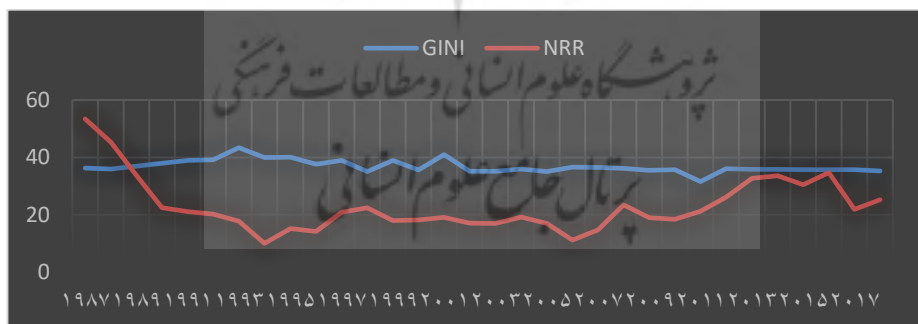 GINI NRR
پژوهشگاه علوم انسانی و مطالعات فرهنگی
60
40
پرتال جامع علوم انسانی
20
0
۱۹۸۷ ۱۹۸۹ ۱۹۹۱ ۱۹۹۳ ۱۹۹۵ ۱۹۹۷ ۱۹۹۹ ۲۰۰۱ ۲۰۰۳ ۲۰۰۵ ۲۰۰۷ ۲۰۰۹ ۲۰۱۱ ۲۰۱۳ ۲۰۱۵ ۲۰۱۷